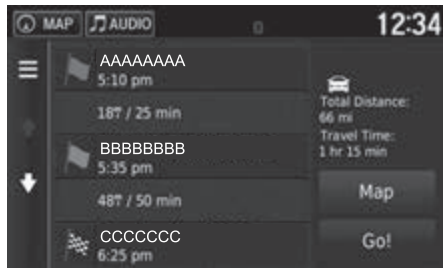 MAP AUDIO 0 12:34
AAAAAAAA
5:10 pm
18 / 25 min
BBBBBBBB
5:35 pm
48 / 50 min
CCCCCCC
6:25 pm
Total Distance:
66 mi
Travel Time:
1 hr 15 min
Map
Go!